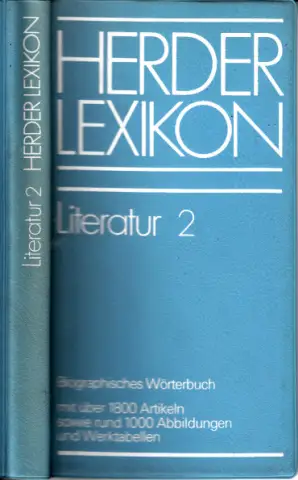 Literatur 2 HERDER LEXIKON
HERDER
LEXIKON
Literatur 2
Biographisches Wörterbuch
mit über 1800 Artikeln
sowie rund 1000 Abbildungen
und Werktabellen